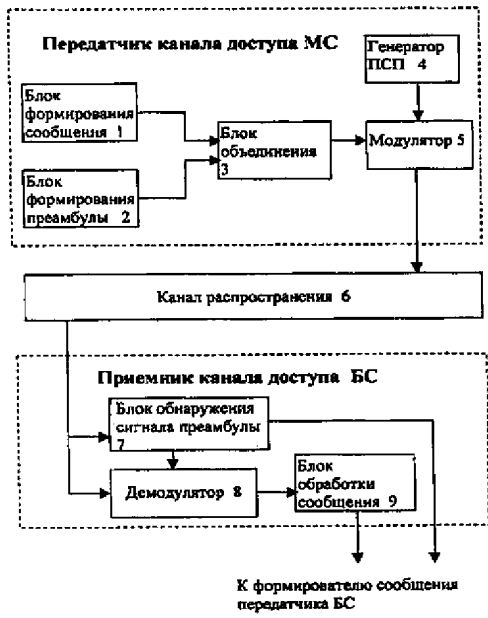 Передатчик канала доступа МС
Генератор
ПСП 4
Блок
формирования
сообщения 1
Блок
объединения
3
Модулятор 5
Блок
формирования
преамбулы 2
Канал распространения 6
Приемник канала доступа БС
Блок обнаружения
сигнала преамбулы
7
Демодулятор 8
Блок
обработки
сообщения 9
К формирователю сообщения
передатчика БС